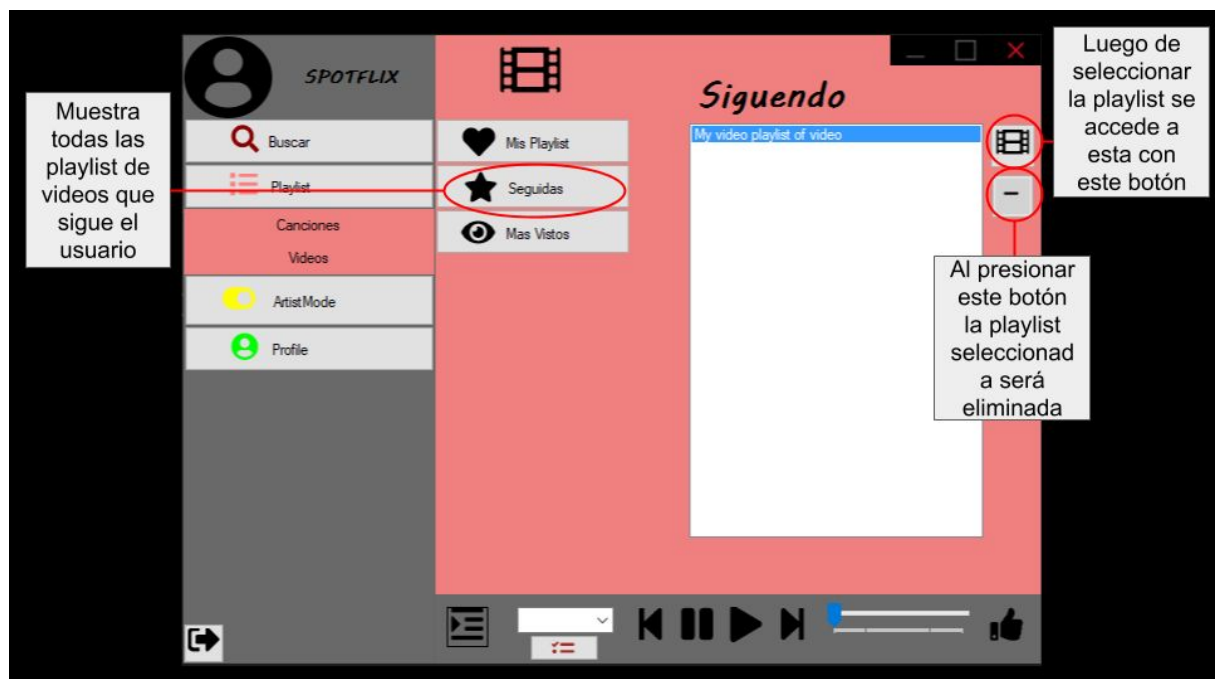 Muestra
todas las
playlist de
videos que
sigue el
usuario
SPOTFLIX
Buscar
Playlist
Canciones
Videos
ArtistMode
Profile
Mis Playlist
Seguidas
Mas Vistos
Siguendo
My video playlist of video
Luego de
seleccionar
la playlist se
accede a
esta con
este botón
Al presionar
este botón
la playlist
seleccionad
a será
eliminada